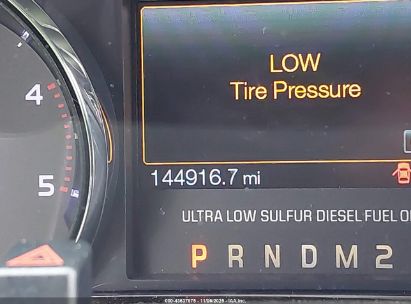 LOW
Tire Pressure
4
5
144916.7 mi
ULTRA LOW SULFUR DIESEL FUEL
P R N D M 2